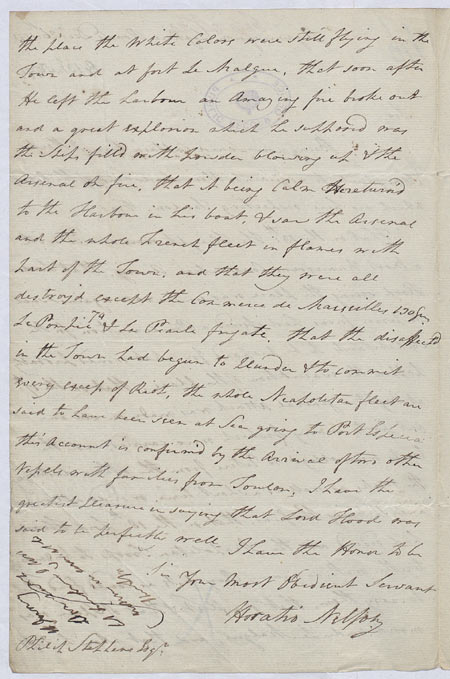 the place the White Colors were still flying in the
Town and at fort Le Malgue, that soon after
He left the Harbour an Amazing fire broke out
and a great explosion which he supposed was
the ships filled with powder blowing up & the
Arsenal on fire, that it being Calm He returned
to the Harbour in his boat, & saw the Arsenal
and the whole French fleet in flames with
part of the Town, and that they were all
destroyd except the Commerce de Marseilles 130 Guns
Le Pompée & La Pearle frigate. that the disaffectd
in the Town had begun to Plunder & to commit
every excess of Riot, the whole Neapolitan fleet are
said to have been seen at Sea going to Port Especia
this Account is confirmed by the Arrival of two other
Vessels with families from Toulon, I have the
greatest pleasure in saying that Lord Hood was
said to be perfectly well
I have the Honor to be
Sir Your Most Obedient Servant
Horatio Nelson
Philip Stephens Esqr.